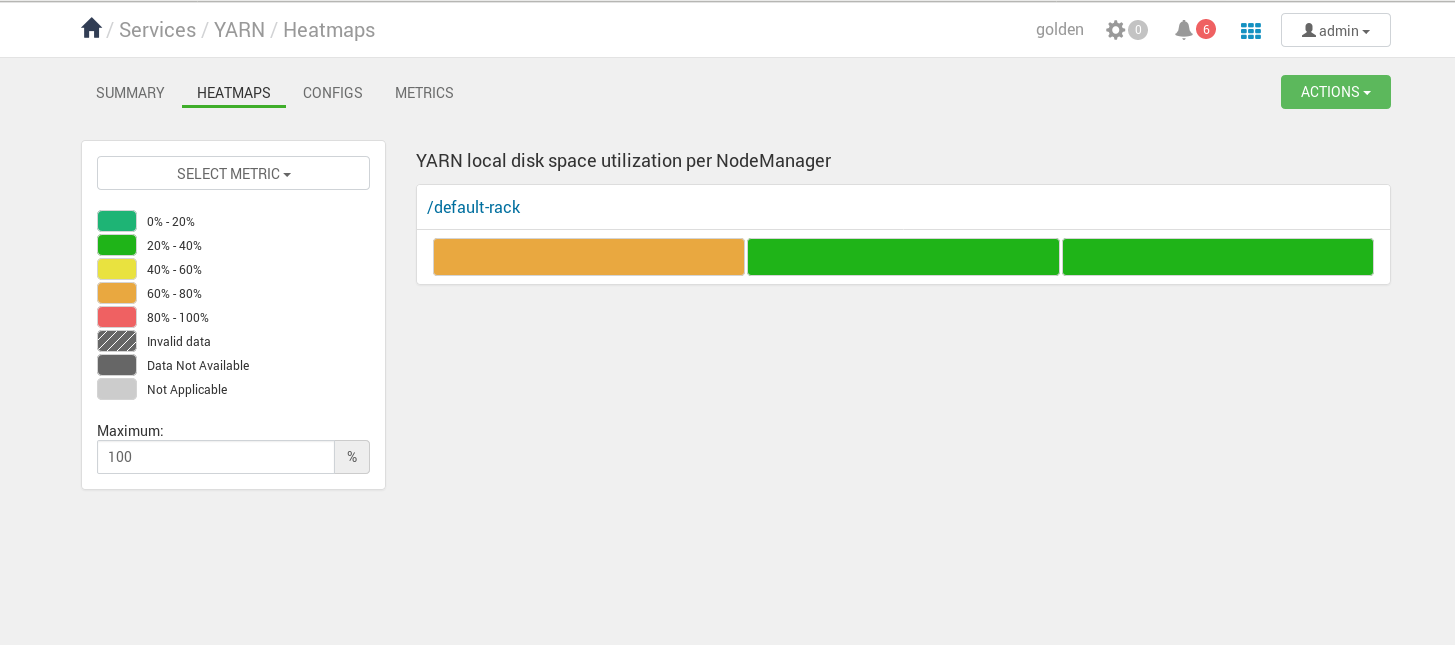 / Services / YARN / Heatmaps
golden 0 6 admin
SUMMARY HEATMAPS CONFIGS METRICS
ACTIONS
SELECT METRIC
0% - 20%
20% - 40%
40% - 60%
60% - 80%
80% - 100%
Invalid data
Data Not Available
Not Applicable
Maximum:
100 %
YARN local disk space utilization per NodeManager
/default-rack